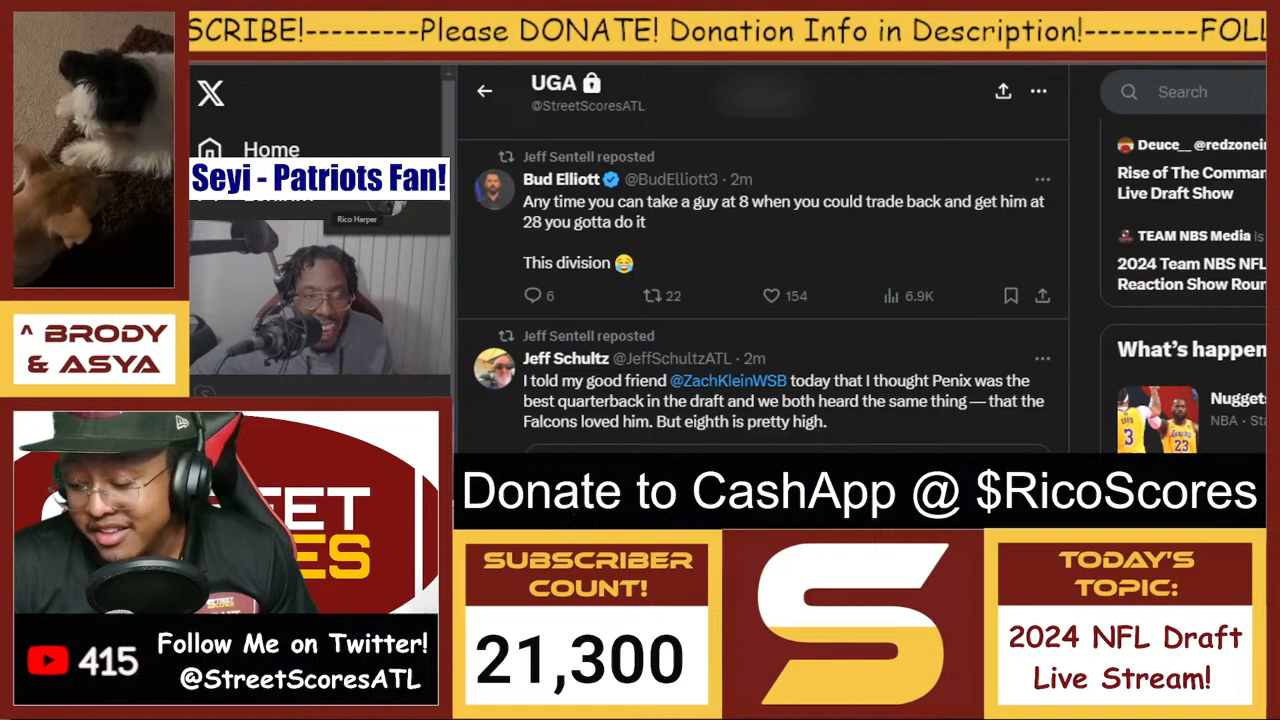 SCRIBE!---------Please DONATE! Donation Info in Description!---------FOLL
X
Home
Seyi - Patriots Fan!
Rico Harper
UGA
@StreetScoresATL
Jeff Sentell reposted
Bud Elliott @BudElliott3 · 2m
Any time you can take a guy at 8 when you could trade back and get him at
28 you gotta do it
This division 😂
6 22 154 6.9K
Jeff Sentell reposted
Jeff Schultz @JeffSchultzATL · 2m
I told my good friend @ZachKleinWSB today that I thought Penix was the
best quarterback in the draft and we both heard the same thing — that the
Falcons loved him. But eighth is pretty high.
Search
Deuce__ @redzonein
Rise of The Comman
Live Draft Show
TEAM NBS Media is
2024 Team NBS NFL
Reaction Show Roun
What's happen
Nugget
NBA · Sta
^ BRODY
& ASYA
STREET
SCORES
415
Follow Me on Twitter!
@StreetScoresATL
Donate to CashApp @ $RicoScores
SUBSCRIBER
COUNT!
21,300
S
TODAY'S
TOPIC:
2024 NFL Draft
Live Stream!